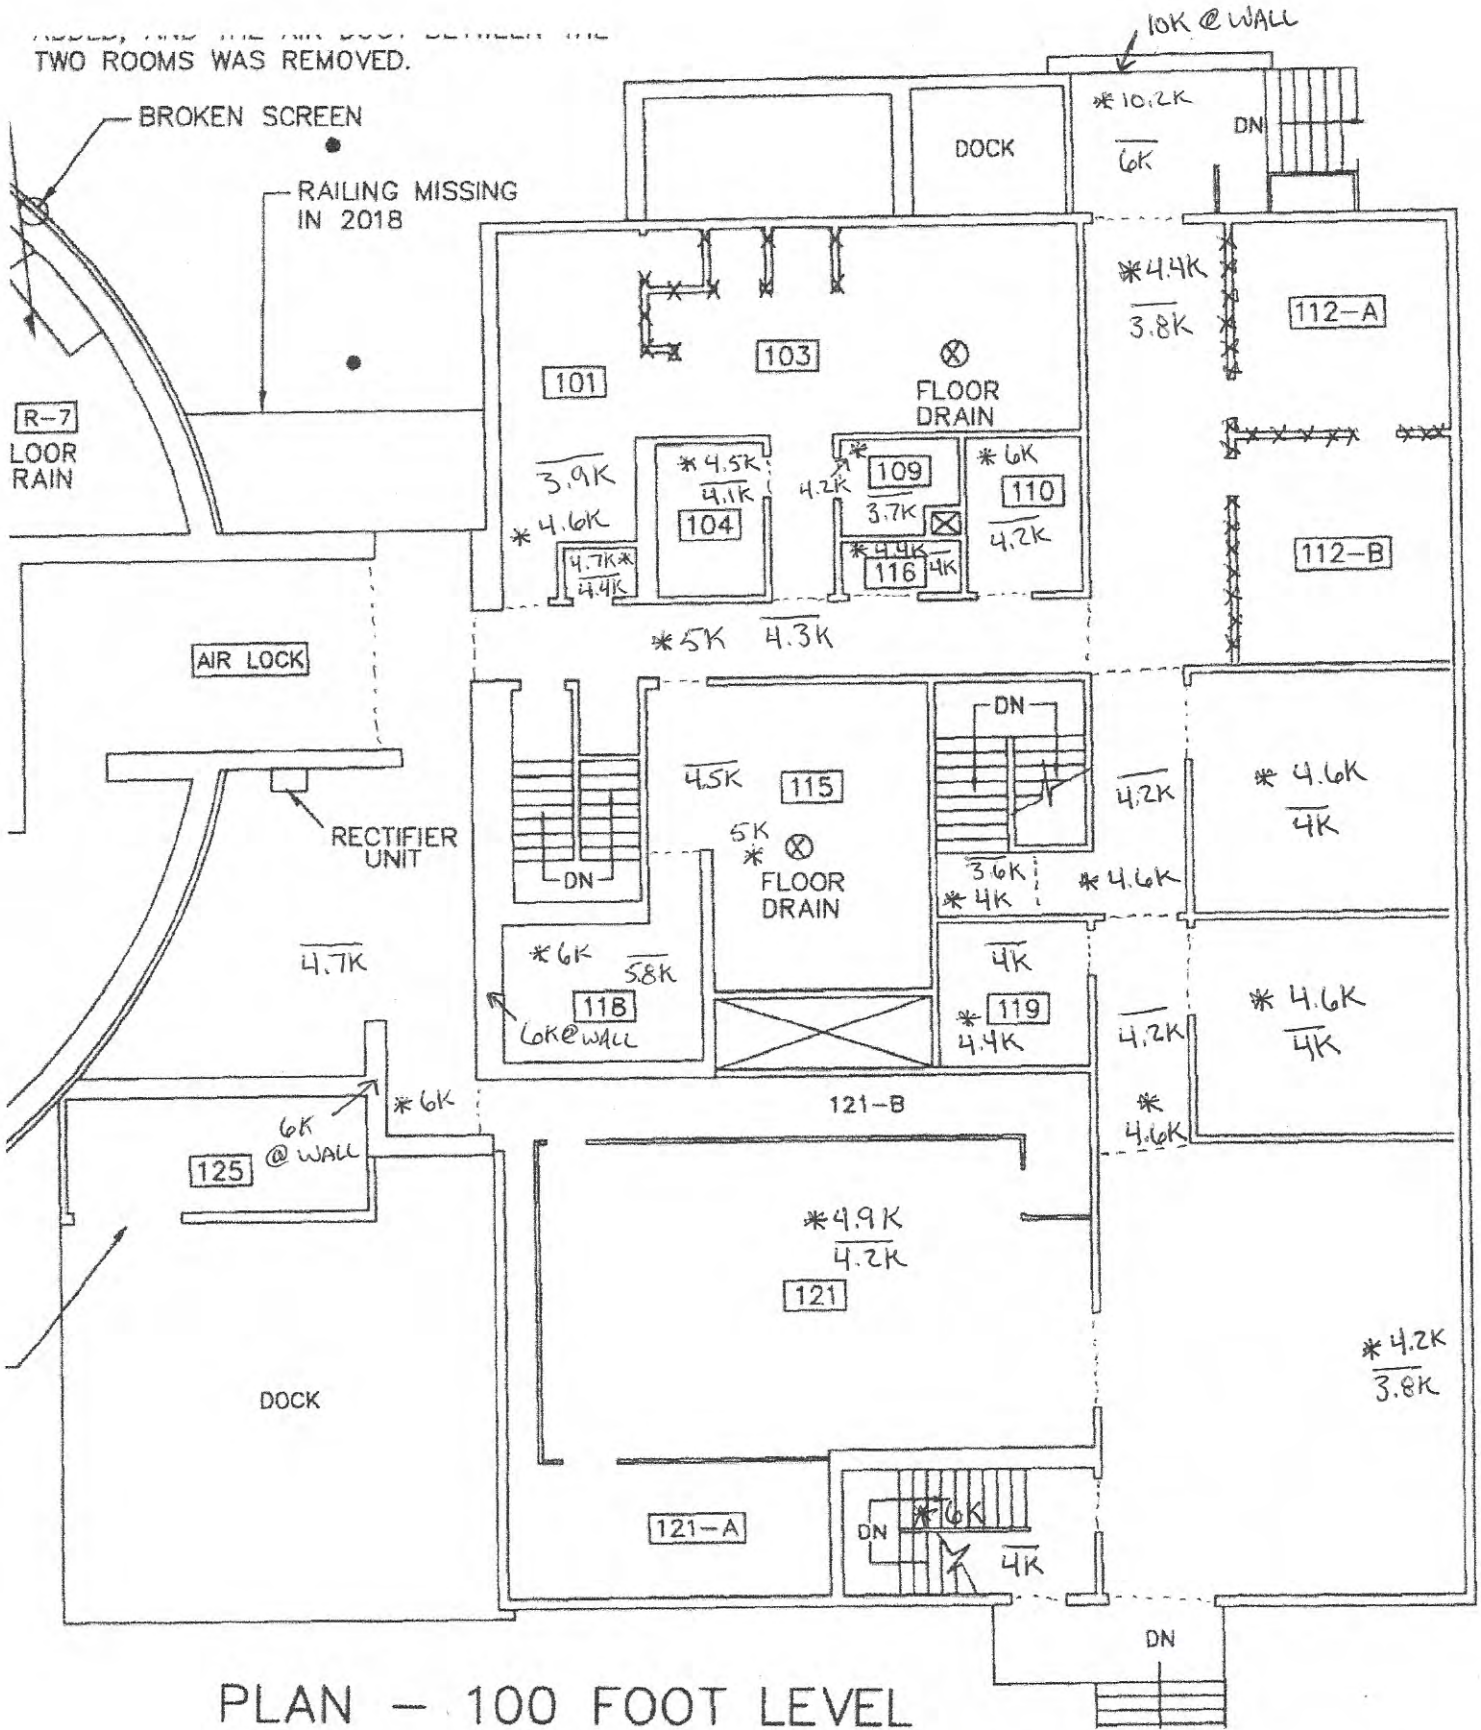 10K @ WALL
TWO ROOMS WAS REMOVED.
BROKEN SCREEN
* 10.2K
6K
DN
DOCK
RAILING MISSING
IN 2018
* 4.4K
3.8K
112-A
103
101
FLOOR
DRAIN
R-7
LOOR
RAIN
3.9K
* 4.6K
* 4.5K
4.1K
104
4.2K
*
109
3.7K
* 6K
110
4.2K
4.7K *
4.4K
* 4.4K
4K
116
112-B
* 5K 4.3K
AIR LOCK
DN
4.5K
115
4.2K
* 4.6K
4K
RECTIFIER
UNIT
5K
*
FLOOR
DRAIN
DN
3.6K
* 4K
* 4.6K
4.7K
* 6K
5.8K
118
6K @ WALL
4K
*
119
4.4K
4.2K
* 4.6K
4K
*
4.6K
* 6K
6K
@ WALL
125
121-B
* 4.9K
4.2K
121
* 4.2K
3.8K
DOCK
121-A
DN
* 6K
4K
DN
PLAN - 100 FOOT LEVEL